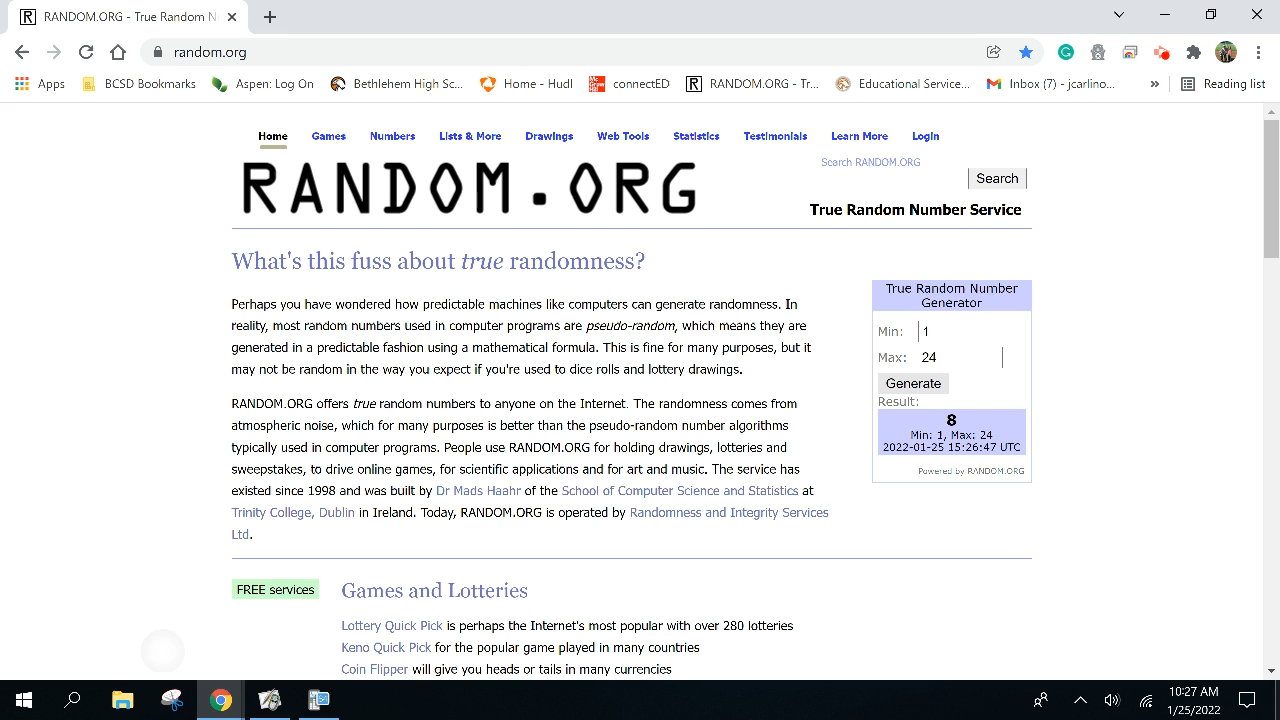 RANDOM.ORG - True Random N
random.org
Apps
BCSD Bookmarks
Aspen: Log On
Bethlehem High Sc...
Home - Hudl
connectED
RANDOM.ORG - Tr...
Educational Service...
Inbox (7) - jcarlino...
»
Reading list
Home Games Numbers Lists & More Drawings Web Tools Statistics Testimonials Learn More Login
RANDOM.ORG
Search RANDOM.ORG
Search
True Random Number Service
What's this fuss about true randomness?
Perhaps you have wondered how predictable machines like computers can generate randomness. In
reality, most random numbers used in computer programs are pseudo-random, which means they are
generated in a predictable fashion using a mathematical formula. This is fine for many purposes, but it
may not be random in the way you expect if you're used to dice rolls and lottery drawings.
RANDOM.ORG offers true random numbers to anyone on the Internet. The randomness comes from
atmospheric noise, which for many purposes is better than the pseudo-random number algorithms
typically used in computer programs. People use RANDOM.ORG for holding drawings, lotteries and
sweepstakes, to drive online games, for scientific applications and for art and music. The service has
existed since 1998 and was built by Dr Mads Haahr of the School of Computer Science and Statistics at
Trinity College, Dublin in Ireland. Today, RANDOM.ORG is operated by Randomness and Integrity Services
Ltd.
True Random Number
Generator
Min: 1
Max: 24
Generate
Result:
8
Min: 1, Max: 24
2022-01-25 15:26:47 UTC
Powered by RANDOM.ORG
FREE services
Games and Lotteries
Lottery Quick Pick is perhaps the Internet's most popular with over 280 lotteries
Keno Quick Pick for the popular game played in many countries
Coin Flipper will give you heads or tails in many currencies
10:27 AM
1/25/2022